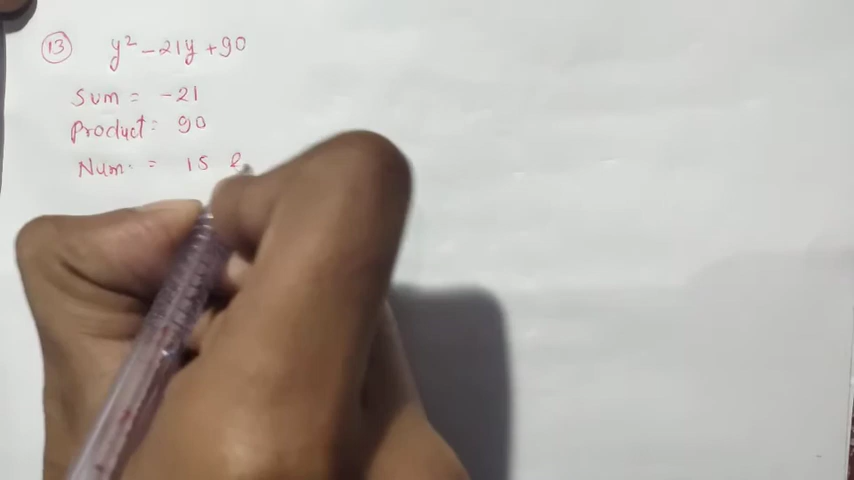 13 y² - 21y + 90
Sum = -21
Product = 90
Num. = 15 &